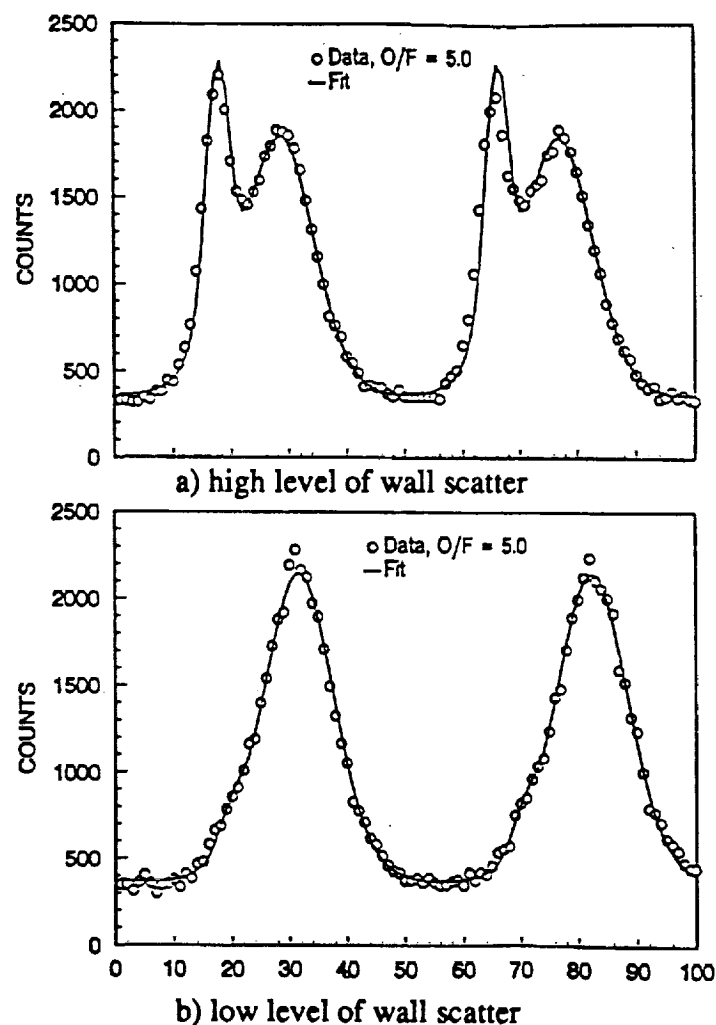 2500
2000
1500
1000
500
0
COUNTS
o Data, O/F = 5.0
— Fit
a) high level of wall scatter
2500
2000
1500
1000
500
0
COUNTS
o Data, O/F = 5.0
— Fit
0 10 20 30 40 50 60 70 80 90 100
b) low level of wall scatter